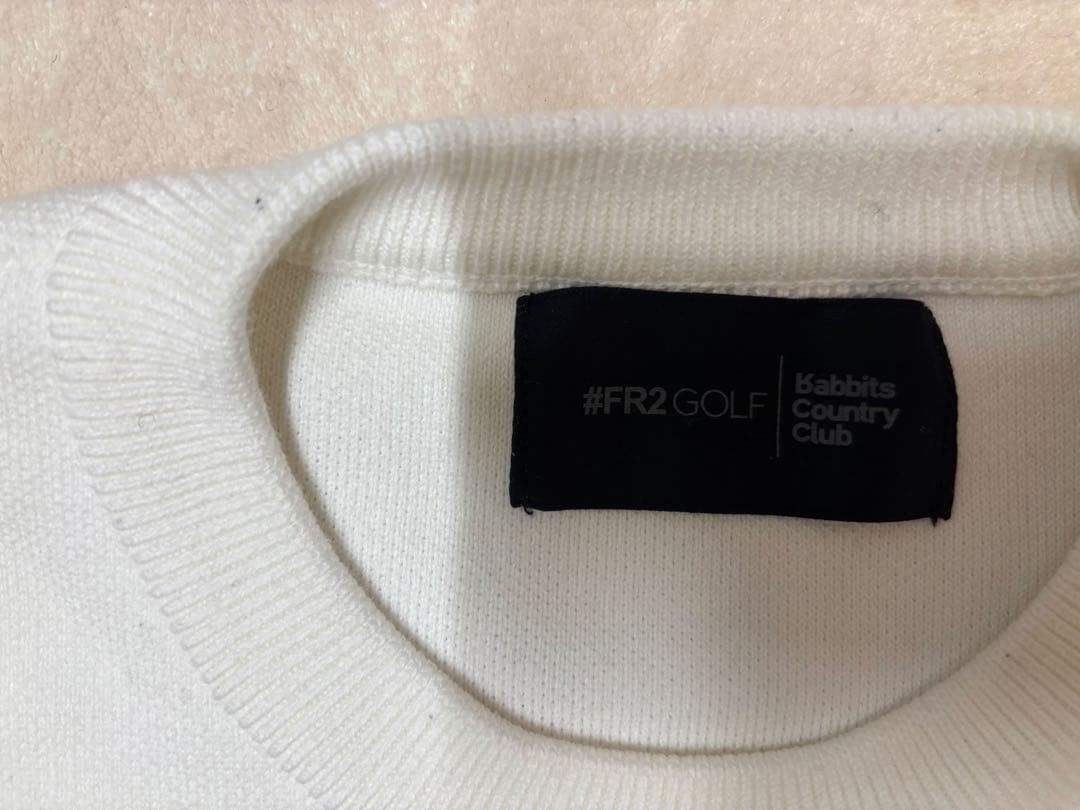 #FR2GOLF
Rabbits
Country
Club